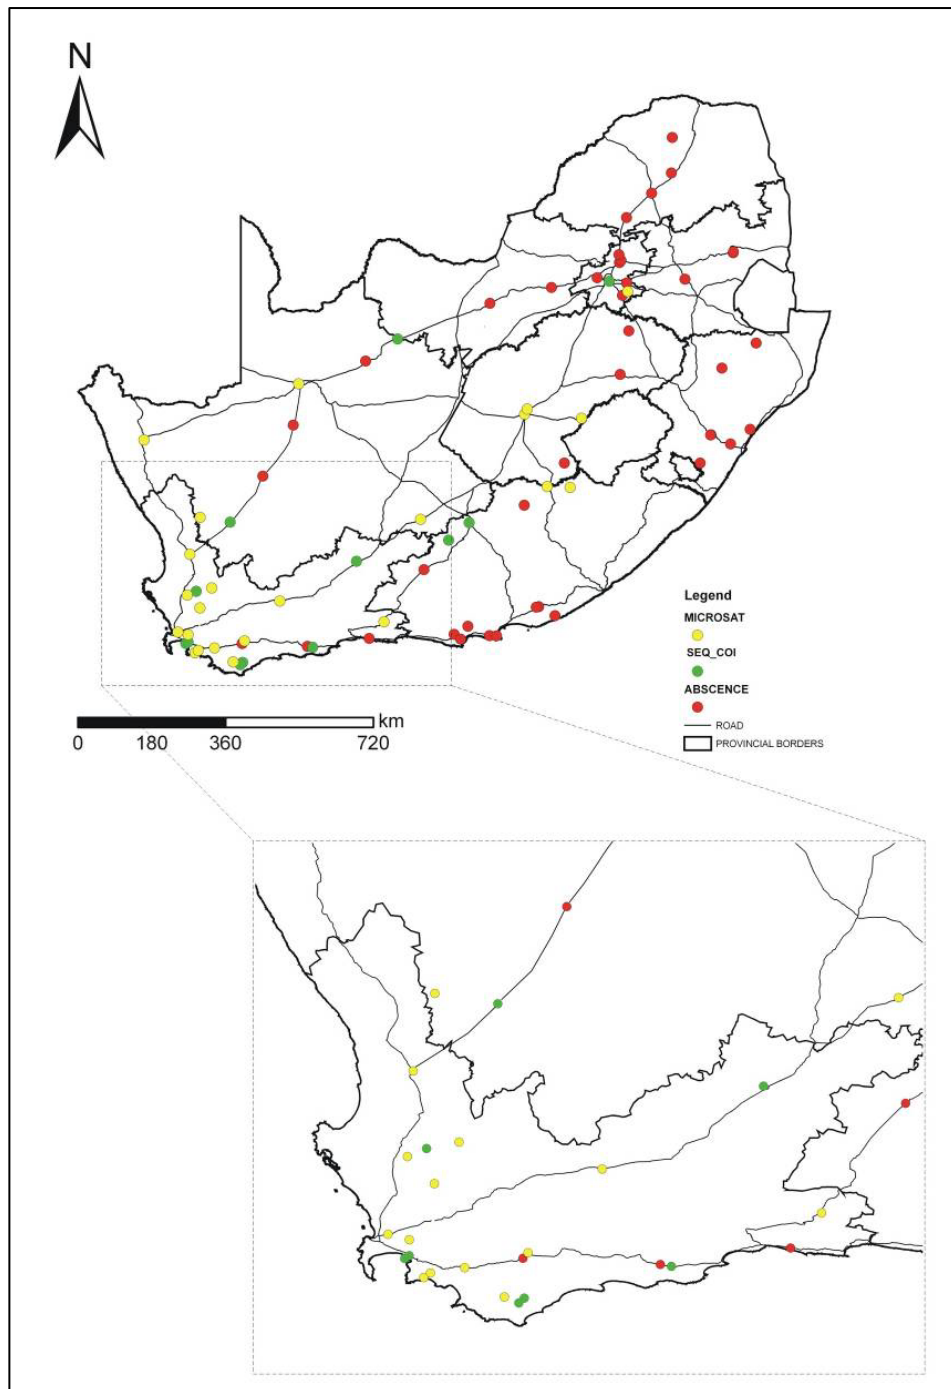 N
Legend
MICROSAT
SEQ_COI
ABSCENCE
ROAD
PROVINCIAL BORDERS
km
0 180 360 720